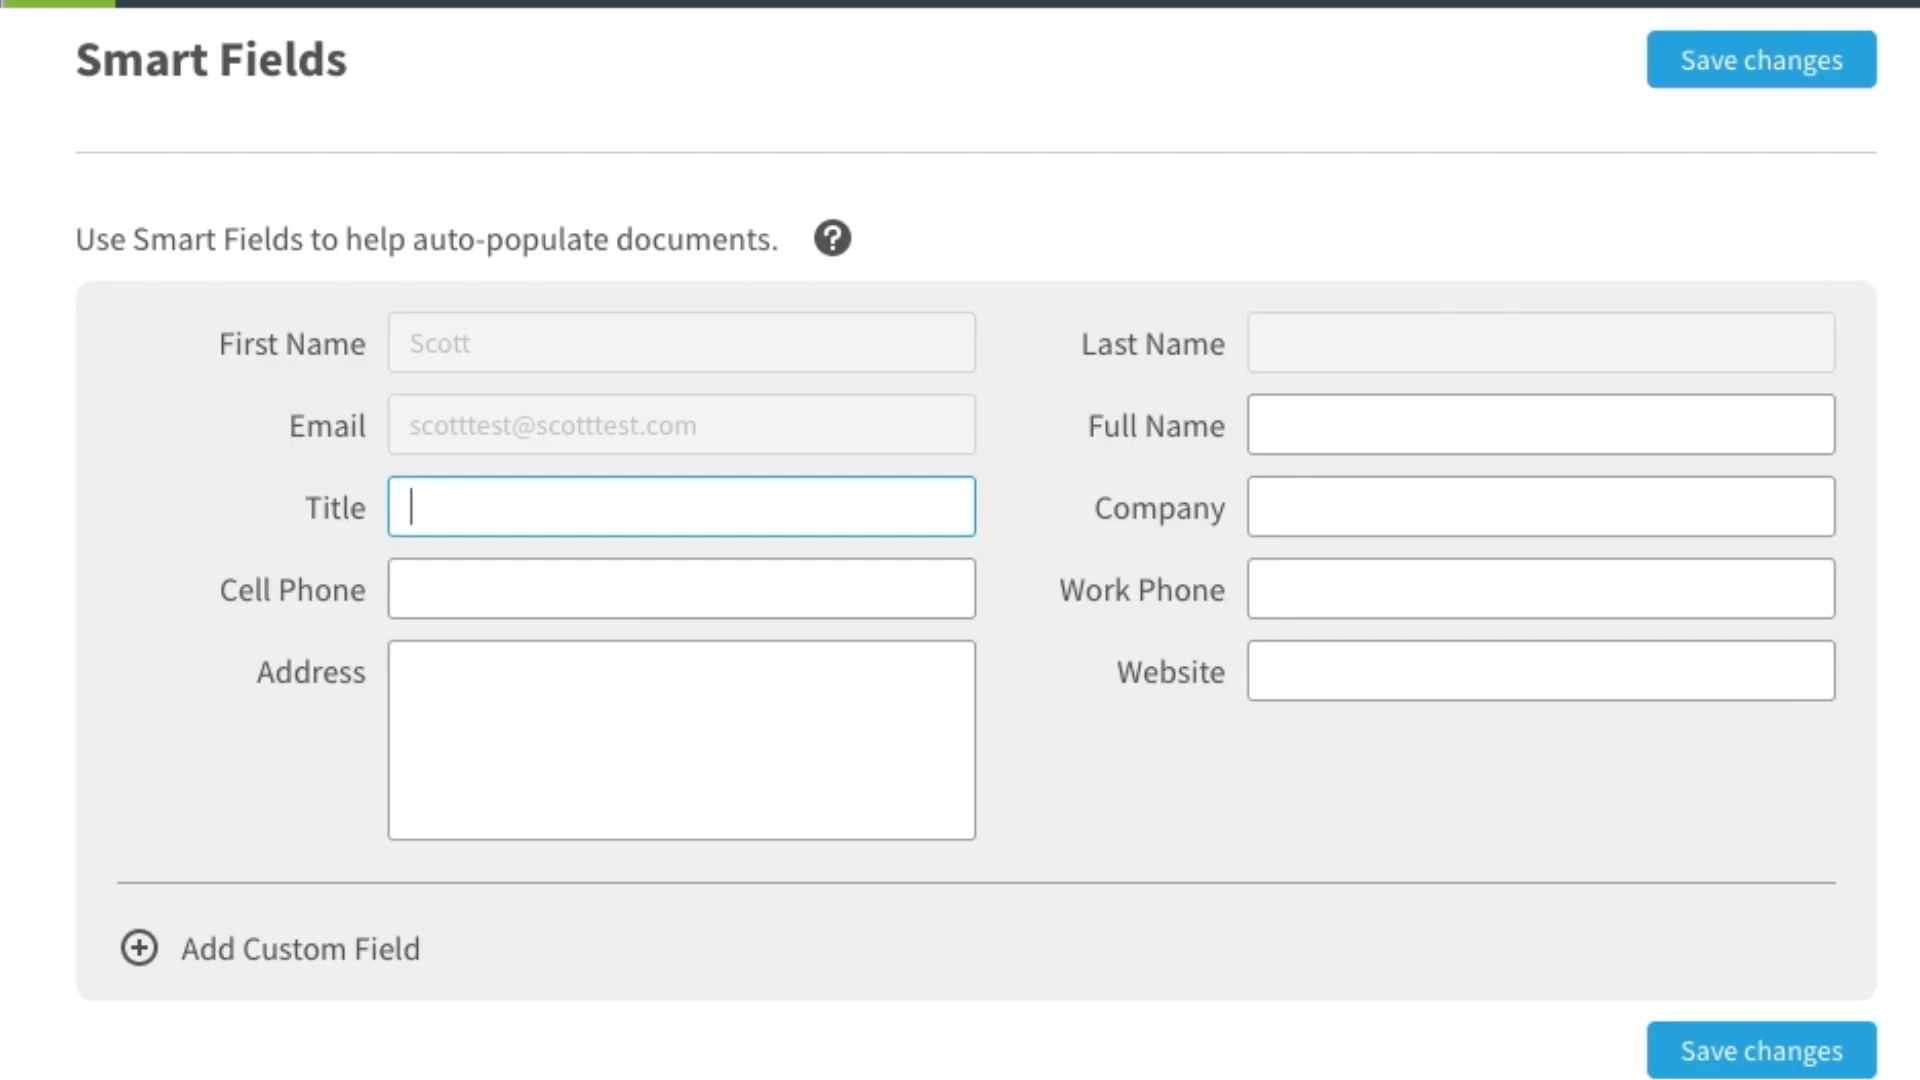 Smart Fields
Save changes
Use Smart Fields to help auto-populate documents. ?
First Name Scott Last Name
Email scotttest@scotttest.com Full Name
Title Company
Cell Phone Work Phone
Address Website
Add Custom Field
Save changes